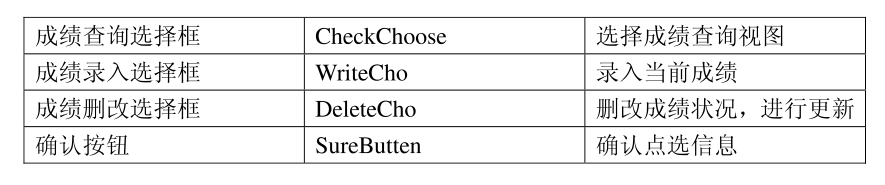 成绩查询选择框 CheckChoose 选择成绩查询视图
成绩录入选择框 WriteCho 录入当前成绩
成绩删改选择框 DeleteCho 删改成绩状况，进行更新
确认按钮 SureButten 确认点选信息